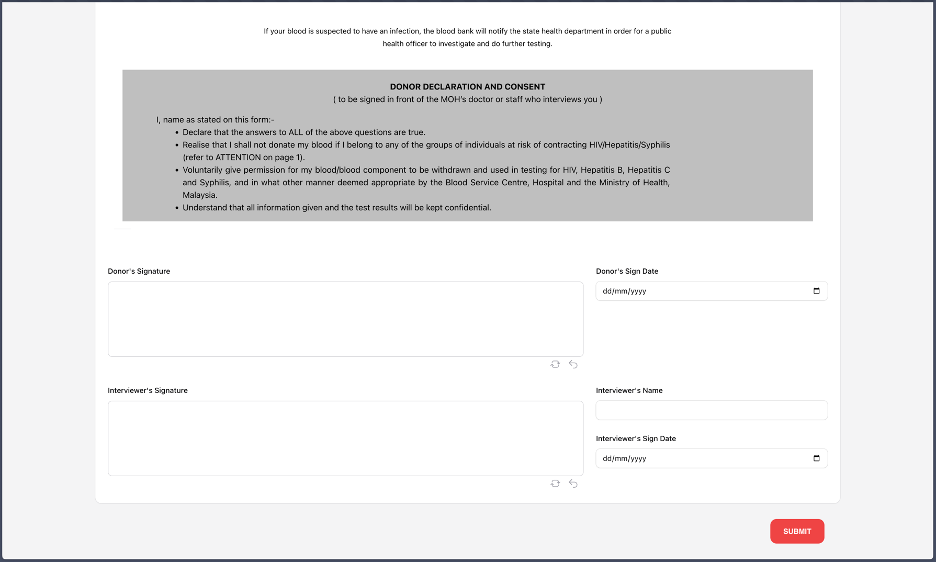 If your blood is suspected to have an infection, the blood bank will notify the state health department in order for a public
health officer to investigate and do further testing.
DONOR DECLARATION AND CONSENT
( to be signed in front of the MOH's doctor or staff who interviews you )
I, name as stated on this form:-
• Declare that the answers to ALL of the above questions are true.
• Realise that I shall not donate my blood if I belong to any of the groups of individuals at risk of contracting HIV/Hepatitis/Syphilis
(refer to ATTENTION on page 1).
• Voluntarily give permission for my blood/blood component to be withdrawn and used in testing for HIV, Hepatitis B, Hepatitis C
and Syphilis, and in what other manner deemed appropriate by the Blood Service Centre, Hospital and the Ministry of Health,
Malaysia.
• Understand that all information given and the test results will be kept confidential.
Donor's Signature
Donor's Sign Date
dd/mm/yyyy
Interviewer's Signature
Interviewer's Name
Interviewer's Sign Date
dd/mm/yyyy
SUBMIT